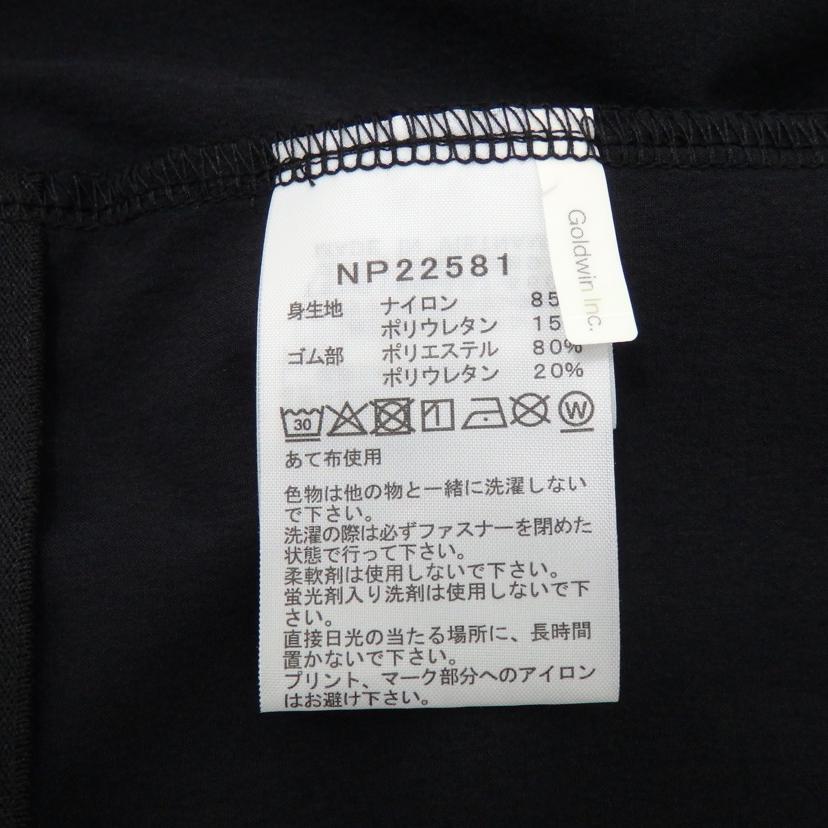 NP22581
身生地 ナイロン 85
ポリウレタン 15
ゴム部 ポリエステル 80%
ポリウレタン 20%
30 W
あて布使用
色物は他の物と一緒に洗濯しない
で下さい。
洗濯の際は必ずファスナーを閉めた
状態で行って下さい。
柔軟剤は使用しないで下さい。
蛍光剤入り洗剤は使用しないで下
さい。
直接日光の当たる場所に、長時間
置かないで下さい。
プリント、マーク部分へのアイロン
はお避け下さい。
Goldwin Inc.